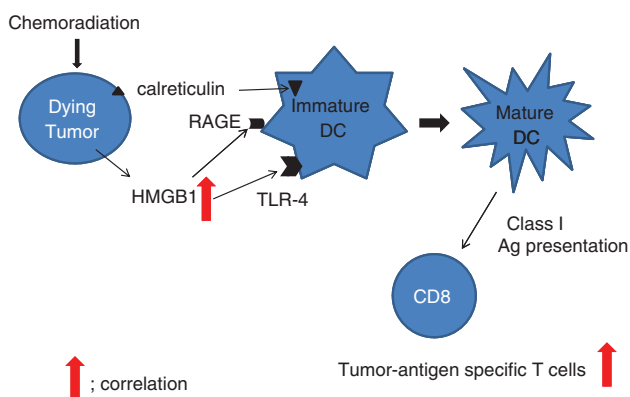 Chemoradiation
Dying
Tumor
calreticulin
RAGE
Immature
DC
Mature
DC
HMGB1
TLR-4
Class I
Ag presentation
CD8
Tumor-antigen specific T cells
; correlation